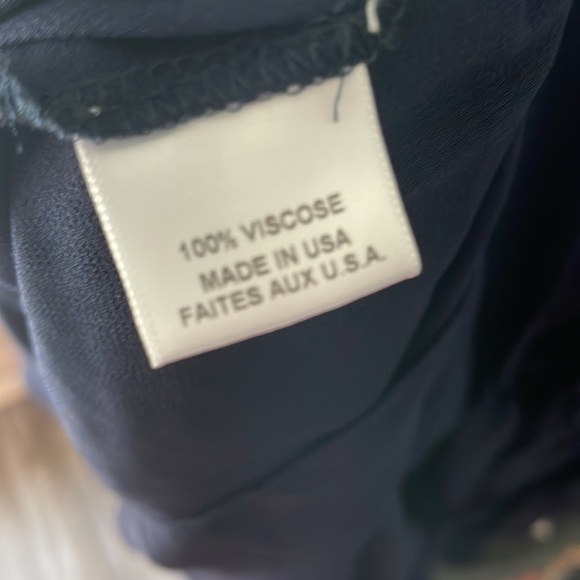 100% VISCOSE
MADE IN USA
FAITES AUX U.S.A.